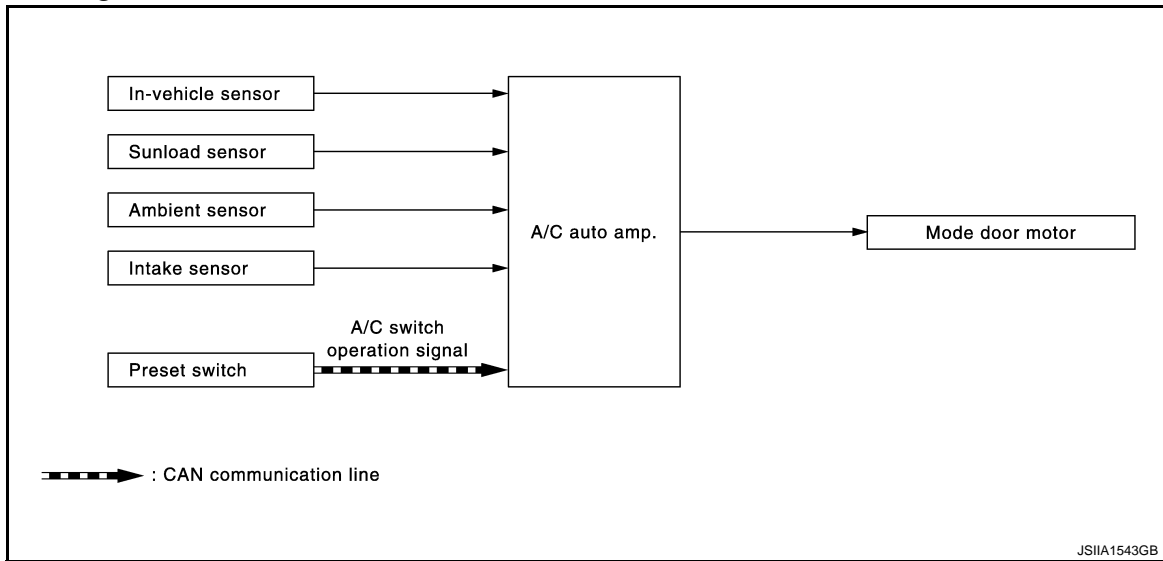 In-vehicle sensor
Sunload sensor
Ambient sensor
Intake sensor
A/C switch
operation signal
Preset switch
A/C auto amp.
Mode door motor
: CAN communication line
JSIIA1543GB